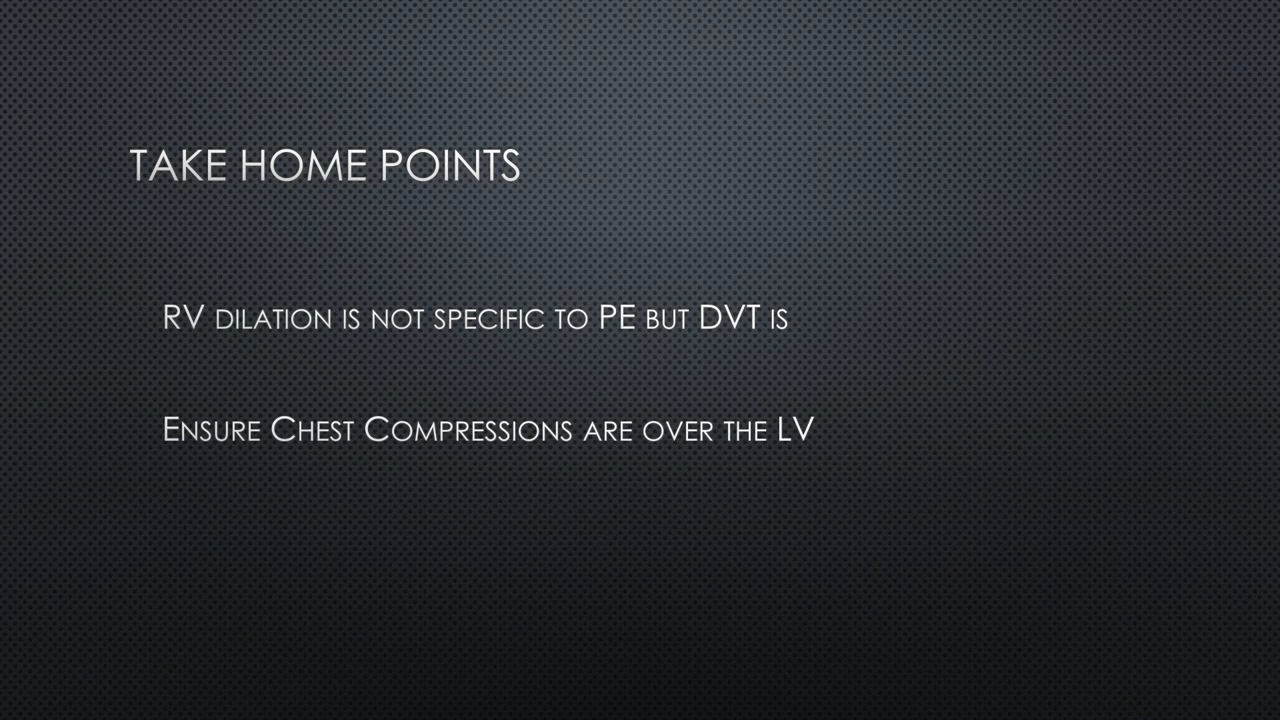 TAKE HOME POINTS
RV DILATION IS NOT SPECIFIC TO PE BUT DVT IS
ENSURE CHEST COMPRESSIONS ARE OVER THE LV